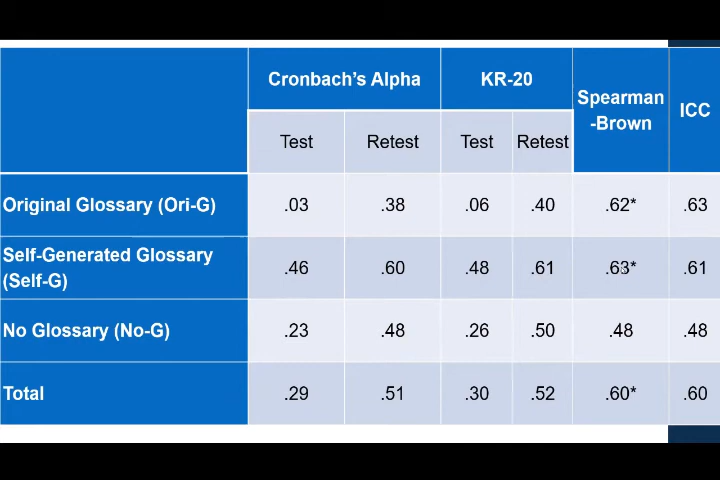 Cronbach's Alpha KR-20 Spearman
-Brown ICC
Test Retest Test Retest
Original Glossary (Ori-G) .03 .38 .06 .40 .62* .63
Self-Generated Glossary
(Self-G) .46 .60 .48 .61 .63* .61
No Glossary (No-G) .23 .48 .26 .50 .48 .48
Total .29 .51 .30 .52 .60* .60